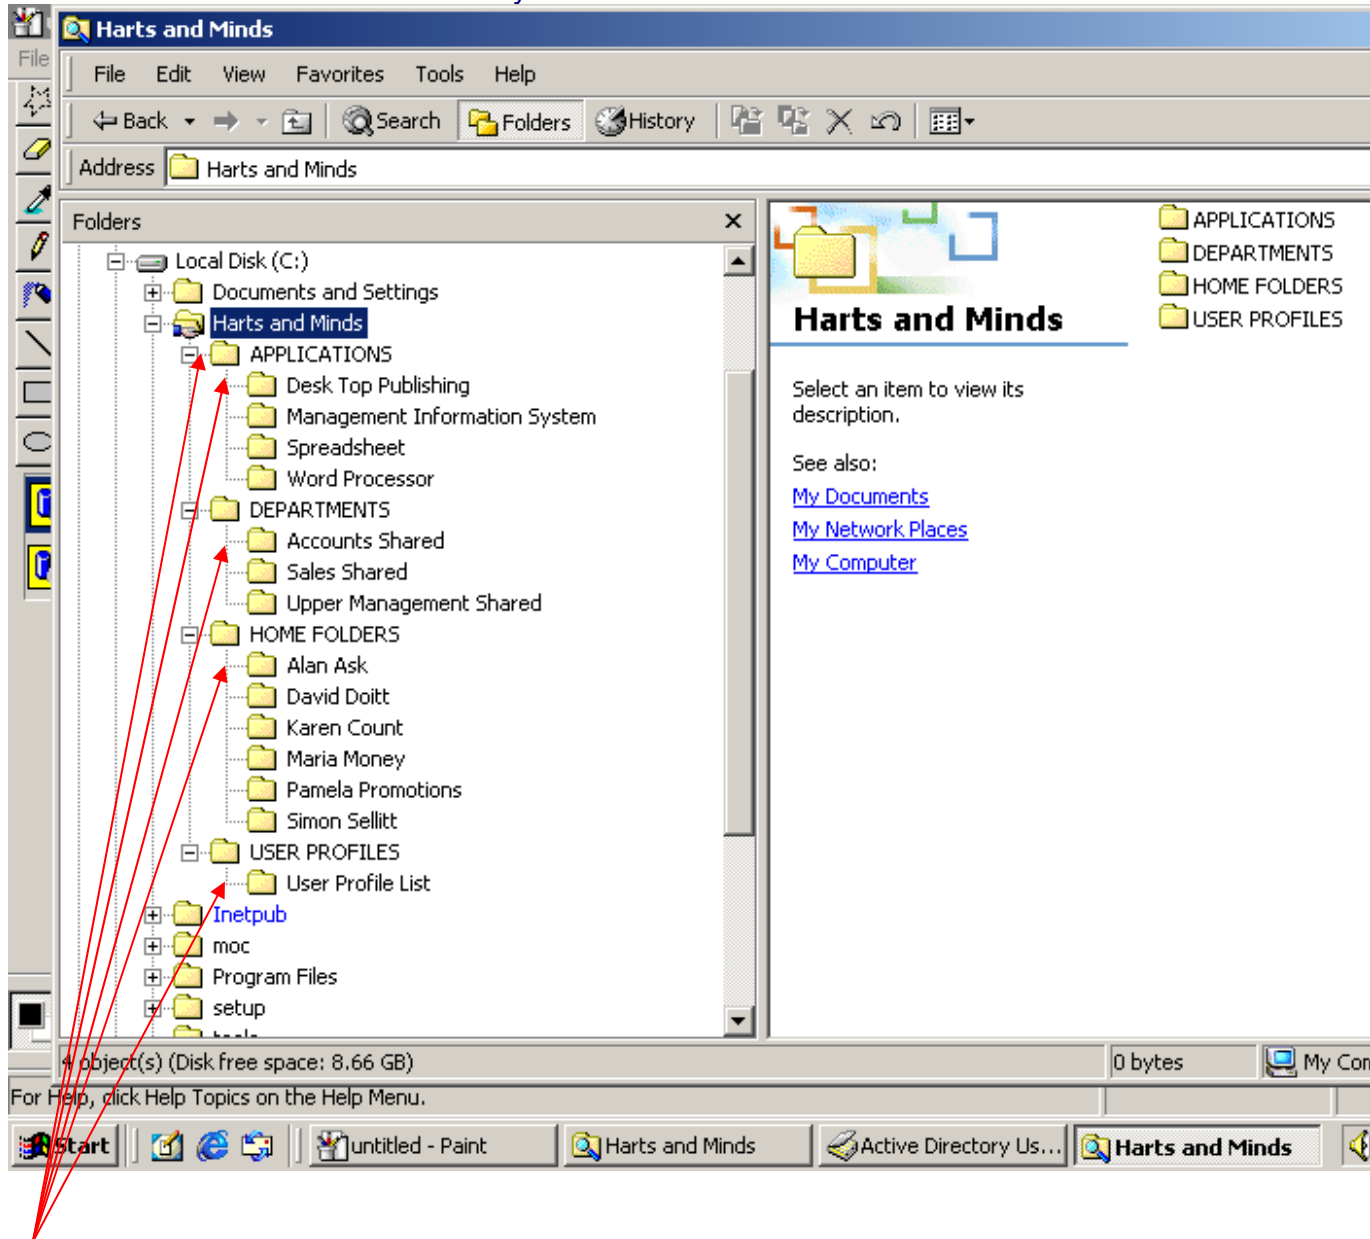 Harts and Minds
File
File Edit View Favorites Tools Help
Back Search Folders History
Address Harts and Minds
Folders
Local Disk (C:)
Documents and Settings
Harts and Minds
APPLICATIONS
Desk Top Publishing
Management Information System
Spreadsheet
Word Processor
DEPARTMENTS
Accounts Shared
Sales Shared
Upper Management Shared
HOME FOLDERS
Alan Ask
David Doitt
Karen Count
Maria Money
Pamela Promotions
Simon Sellitt
USER PROFILES
User Profile List
Inetpub
moc
Program Files
setup
Harts and Minds
Select an item to view its
description.
See also:
My Documents
My Network Places
My Computer
APPLICATIONS
DEPARTMENTS
HOME FOLDERS
USER PROFILES
4 object(s) (Disk free space: 8.66 GB) 0 bytes My Com
For Help, click Help Topics on the Help Menu.
Start untitled - Paint Harts and Minds Active Directory Us... Harts and Minds